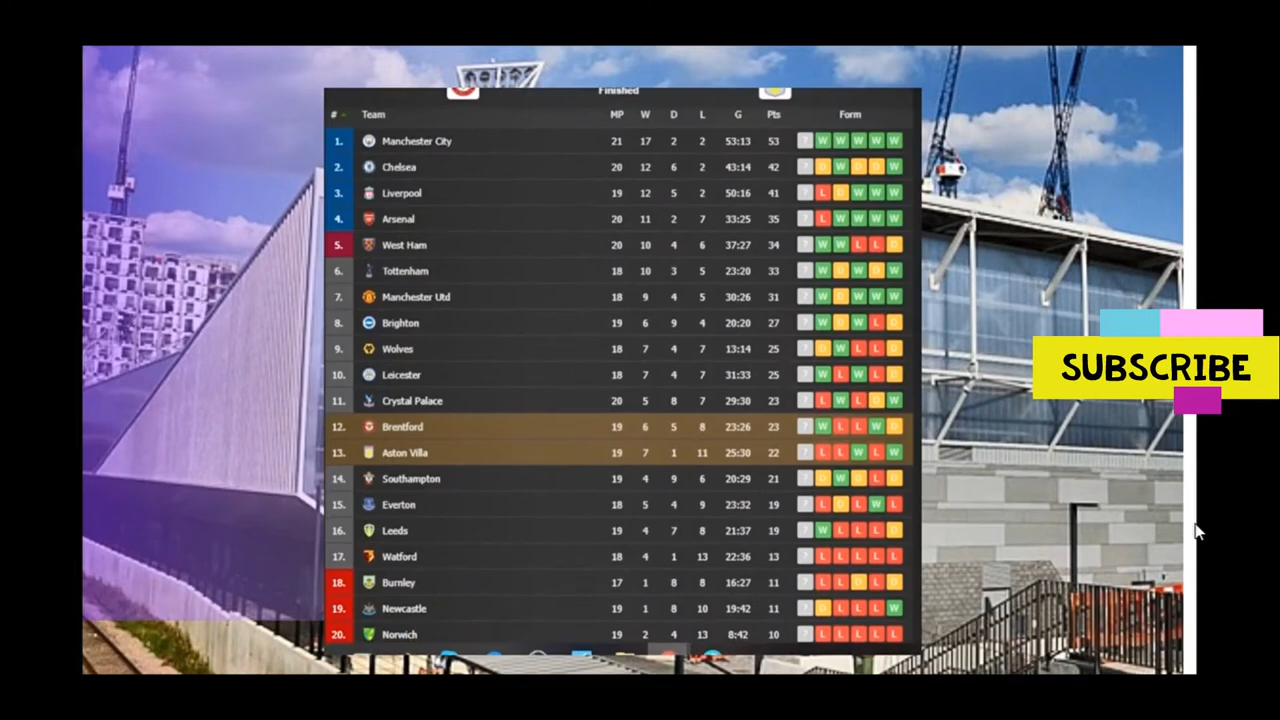 Finished
# Team MP W D L G Pts Form
1. Manchester City 21 17 2 2 53:13 53 ? W W W W W
2. Chelsea 20 12 6 2 43:14 42 ? D W D D W
3. Liverpool 19 12 5 2 50:16 41 ? L D W W W
4. Arsenal 20 11 2 7 33:25 35 ? L W W W W
5. West Ham 20 10 4 6 37:27 34 ? W W L L D
6. Tottenham 18 10 3 5 23:20 33 ? W D W D W
7. Manchester Utd 18 9 4 5 30:26 31 ? W D W W W
8. Brighton 19 6 9 4 20:20 27 ? W D W L D
9. Wolves 18 7 4 7 13:14 25 ? D W L L W
10. Leicester 18 7 4 7 31:33 25 ? W L W L L
11. Crystal Palace 20 5 8 7 29:30 23 ? L W L D W
12. Brentford 19 6 5 8 23:26 23 ? W L L W D
13. Aston Villa 19 7 1 11 25:30 22 ? L L W L W
14. Southampton 19 4 9 6 20:29 21 ? D W D L D
15. Everton 18 5 4 9 23:32 19 ? L D L W L
16. Leeds 19 4 7 8 21:37 19 ? W L L L D
17. Watford 18 4 1 13 22:36 13 ? L L L L L
18. Burnley 17 1 8 8 16:27 11 ? L L D L D
19. Newcastle 19 1 8 10 19:42 11 ? D L L L W
20. Norwich 19 2 4 13 8:42 10 ? L L L L L
SUBSCRIBE